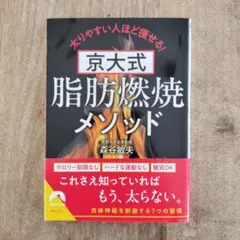 太りやすい人ほど痩せる!
京大式
脂肪燃焼
メソッド
森谷敏夫
カロリー制限なし
ハードな運動なし
糖質OK
これさえ知っていれば
もう、太らない。
自律神経を刺激する7つの習慣